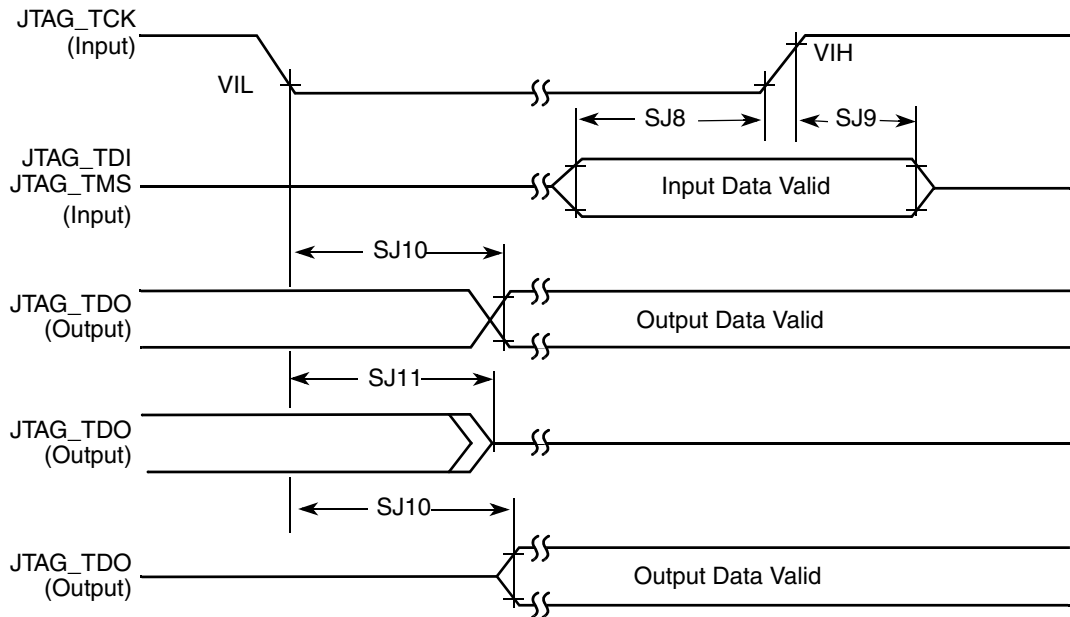 JTAG_TCK
(Input)
VIL
VIH
SJ8
SJ9
JTAG_TDI
JTAG_TMS
(Input)
Input Data Valid
SJ10
JTAG_TDO
(Output)
Output Data Valid
SJ11
JTAG_TDO
(Output)
SJ10
JTAG_TDO
(Output)
Output Data Valid